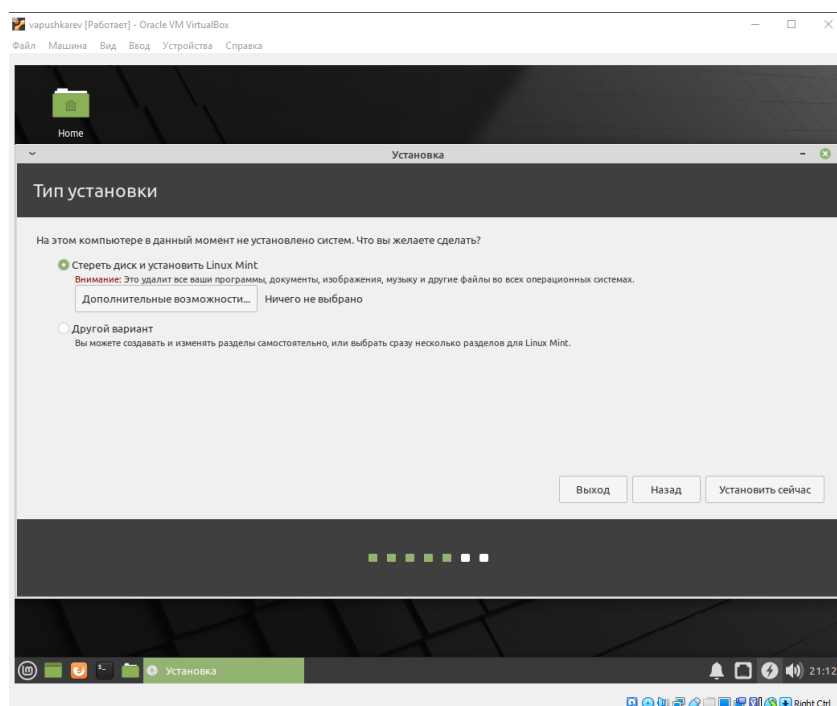 vapushkarev [Работает] - Oracle VM VirtualBox
Файл Машина Вид Ввод Устройства Справка
Home
Установка
Тип установки
На этом компьютере в данный момент не установлено систем. Что вы желаете сделать?
Стереть диск и установить Linux Mint
Внимание: Это удалит все ваши программы, документы, изображения, музыку и другие файлы во всех операционных системах.
Дополнительные возможности... Ничего не выбрано
Другой вариант
Вы можете создавать и изменять разделы самостоятельно, или выбрать сразу несколько разделов для Linux Mint.
Выход Назад Установить сейчас
Установка 21:12
Right Ctrl